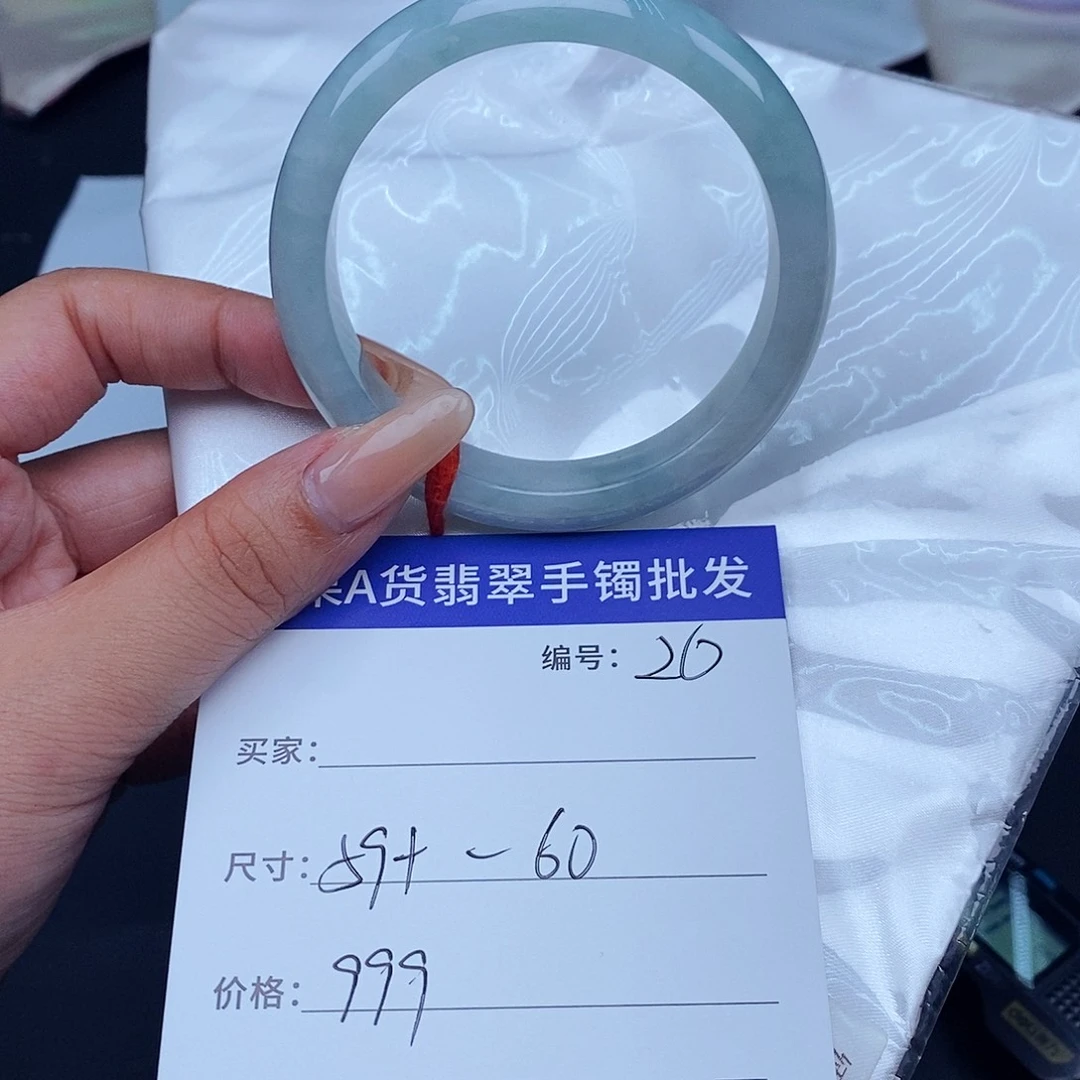 A货翡翠手镯批发
编号：26
买家：
尺寸：59+ - 60
价格：999